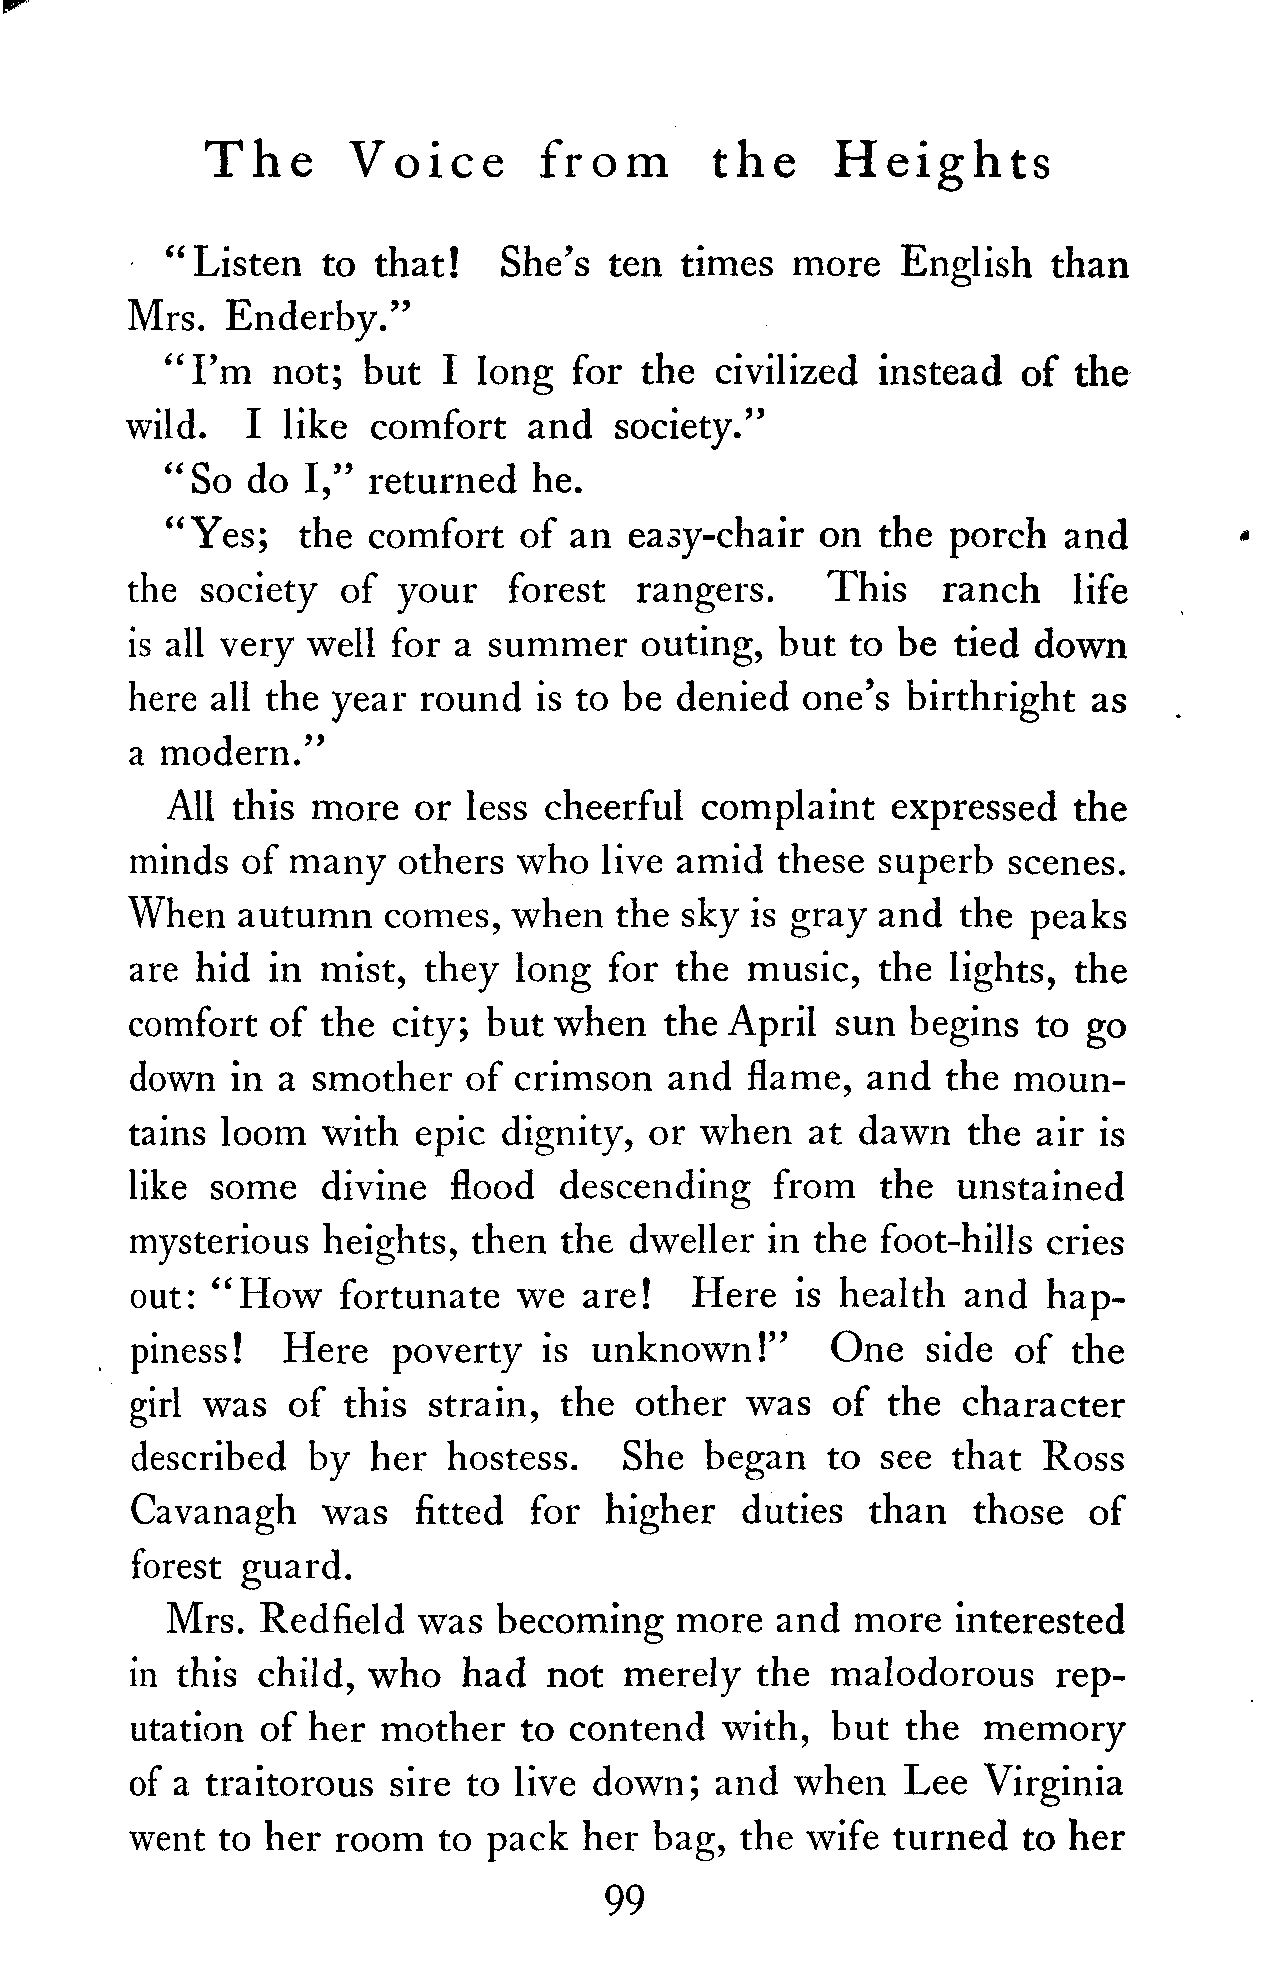 The Voice from the Heights
"Listen to that! She's ten times more English than
Mrs. Enderby."
"I'm not; but I long for the civilized instead of the
wild. I like comfort and society."
"So do I," returned he.
"Yes; the comfort of an easy-chair on the porch and
the society of your forest rangers. This ranch life
is all very well for a summer outing, but to be tied down
here all the year round is to be denied one's birthright as
a modern."
All this more or less cheerful complaint expressed the
minds of many others who live amid these superb scenes.
When autumn comes, when the sky is gray and the peaks
are hid in mist, they long for the music, the lights, the
comfort of the city; but when the April sun begins to go
down in a smother of crimson and flame, and the moun-
tains loom with epic dignity, or when at dawn the air is
like some divine flood descending from the unstained
mysterious heights, then the dweller in the foot-hills cries
out: "How fortunate we are! Here is health and hap-
piness! Here poverty is unknown!" One side of the
girl was of this strain, the other was of the character
described by her hostess. She began to see that Ross
Cavanagh was fitted for higher duties than those of
forest guard.
Mrs. Redfield was becoming more and more interested
in this child, who had not merely the malodorous rep-
utation of her mother to contend with, but the memory
of a traitorous sire to live down; and when Lee Virginia
went to her room to pack her bag, the wife turned to her
99